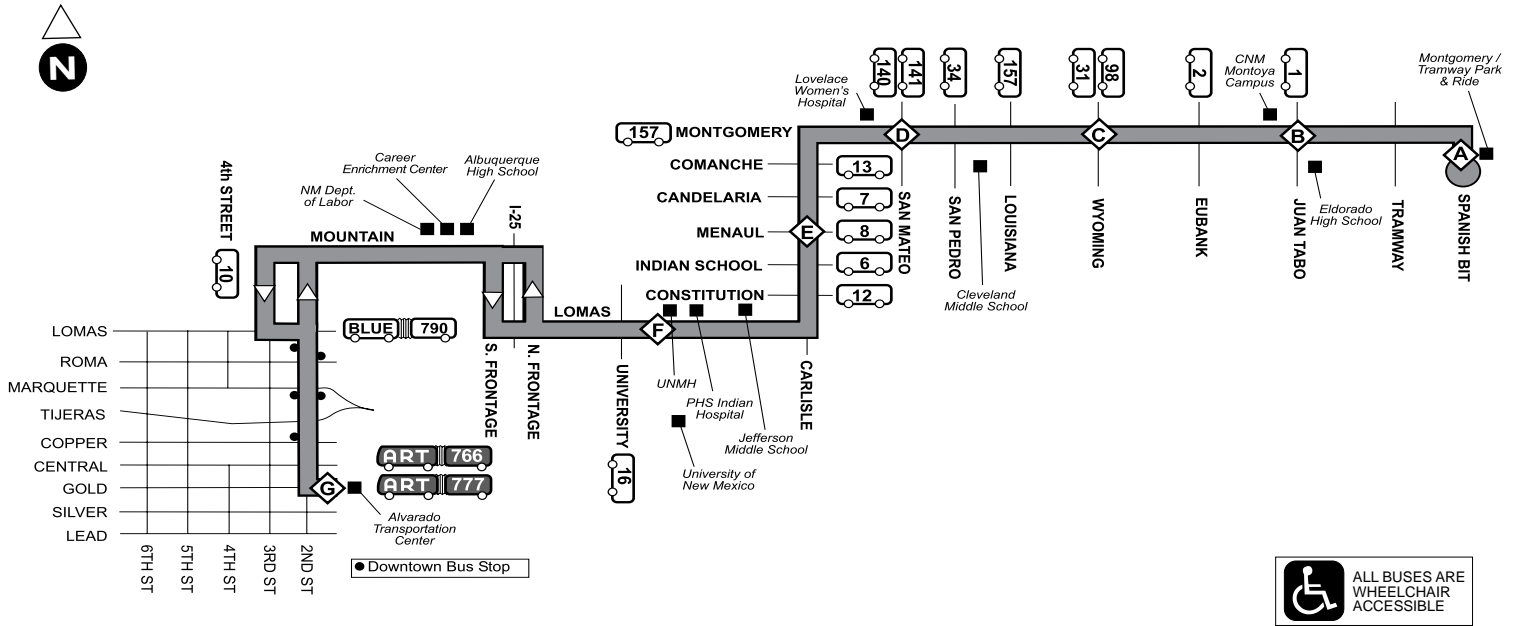 N
140
141
34
157
31
98
2
1
CNM
Montoya
Campus
Montgomery /
Tramway Park
& Ride
Lovelace
Women's
Hospital
157
MONTGOMERY
D
C
B
A
COMANCHE
13
CANDELARIA
7
MENAUL
E
8
INDIAN SCHOOL
6
CONSTITUTION
12
SAN MATEO
SAN PEDRO
LOUISIANA
WYOMING
EUBANK
JUAN TABO
TRAMWAY
SPANISH BIT
Eldorado
High School
Cleveland
Middle School
Career
Enrichment Center
Albuquerque
High School
NM Dept.
of Labor
4th STREET
10
MOUNTAIN
I-25
LOMAS
F
BLUE
790
S. FRONTAGE
N. FRONTAGE
UNIVERSITY
16
CARLISLE
UNMH
PHS Indian
Hospital
Jefferson
Middle School
University of
New Mexico
LOMAS
ROMA
MARQUETTE
TIJERAS
COPPER
CENTRAL
GOLD
SILVER
LEAD
G
ART
766
ART
777
Alvarado
Transportation
Center
6TH ST
5TH ST
4TH ST
3RD ST
2ND ST
Downtown Bus Stop
ALL BUSES ARE
WHEELCHAIR
ACCESSIBLE